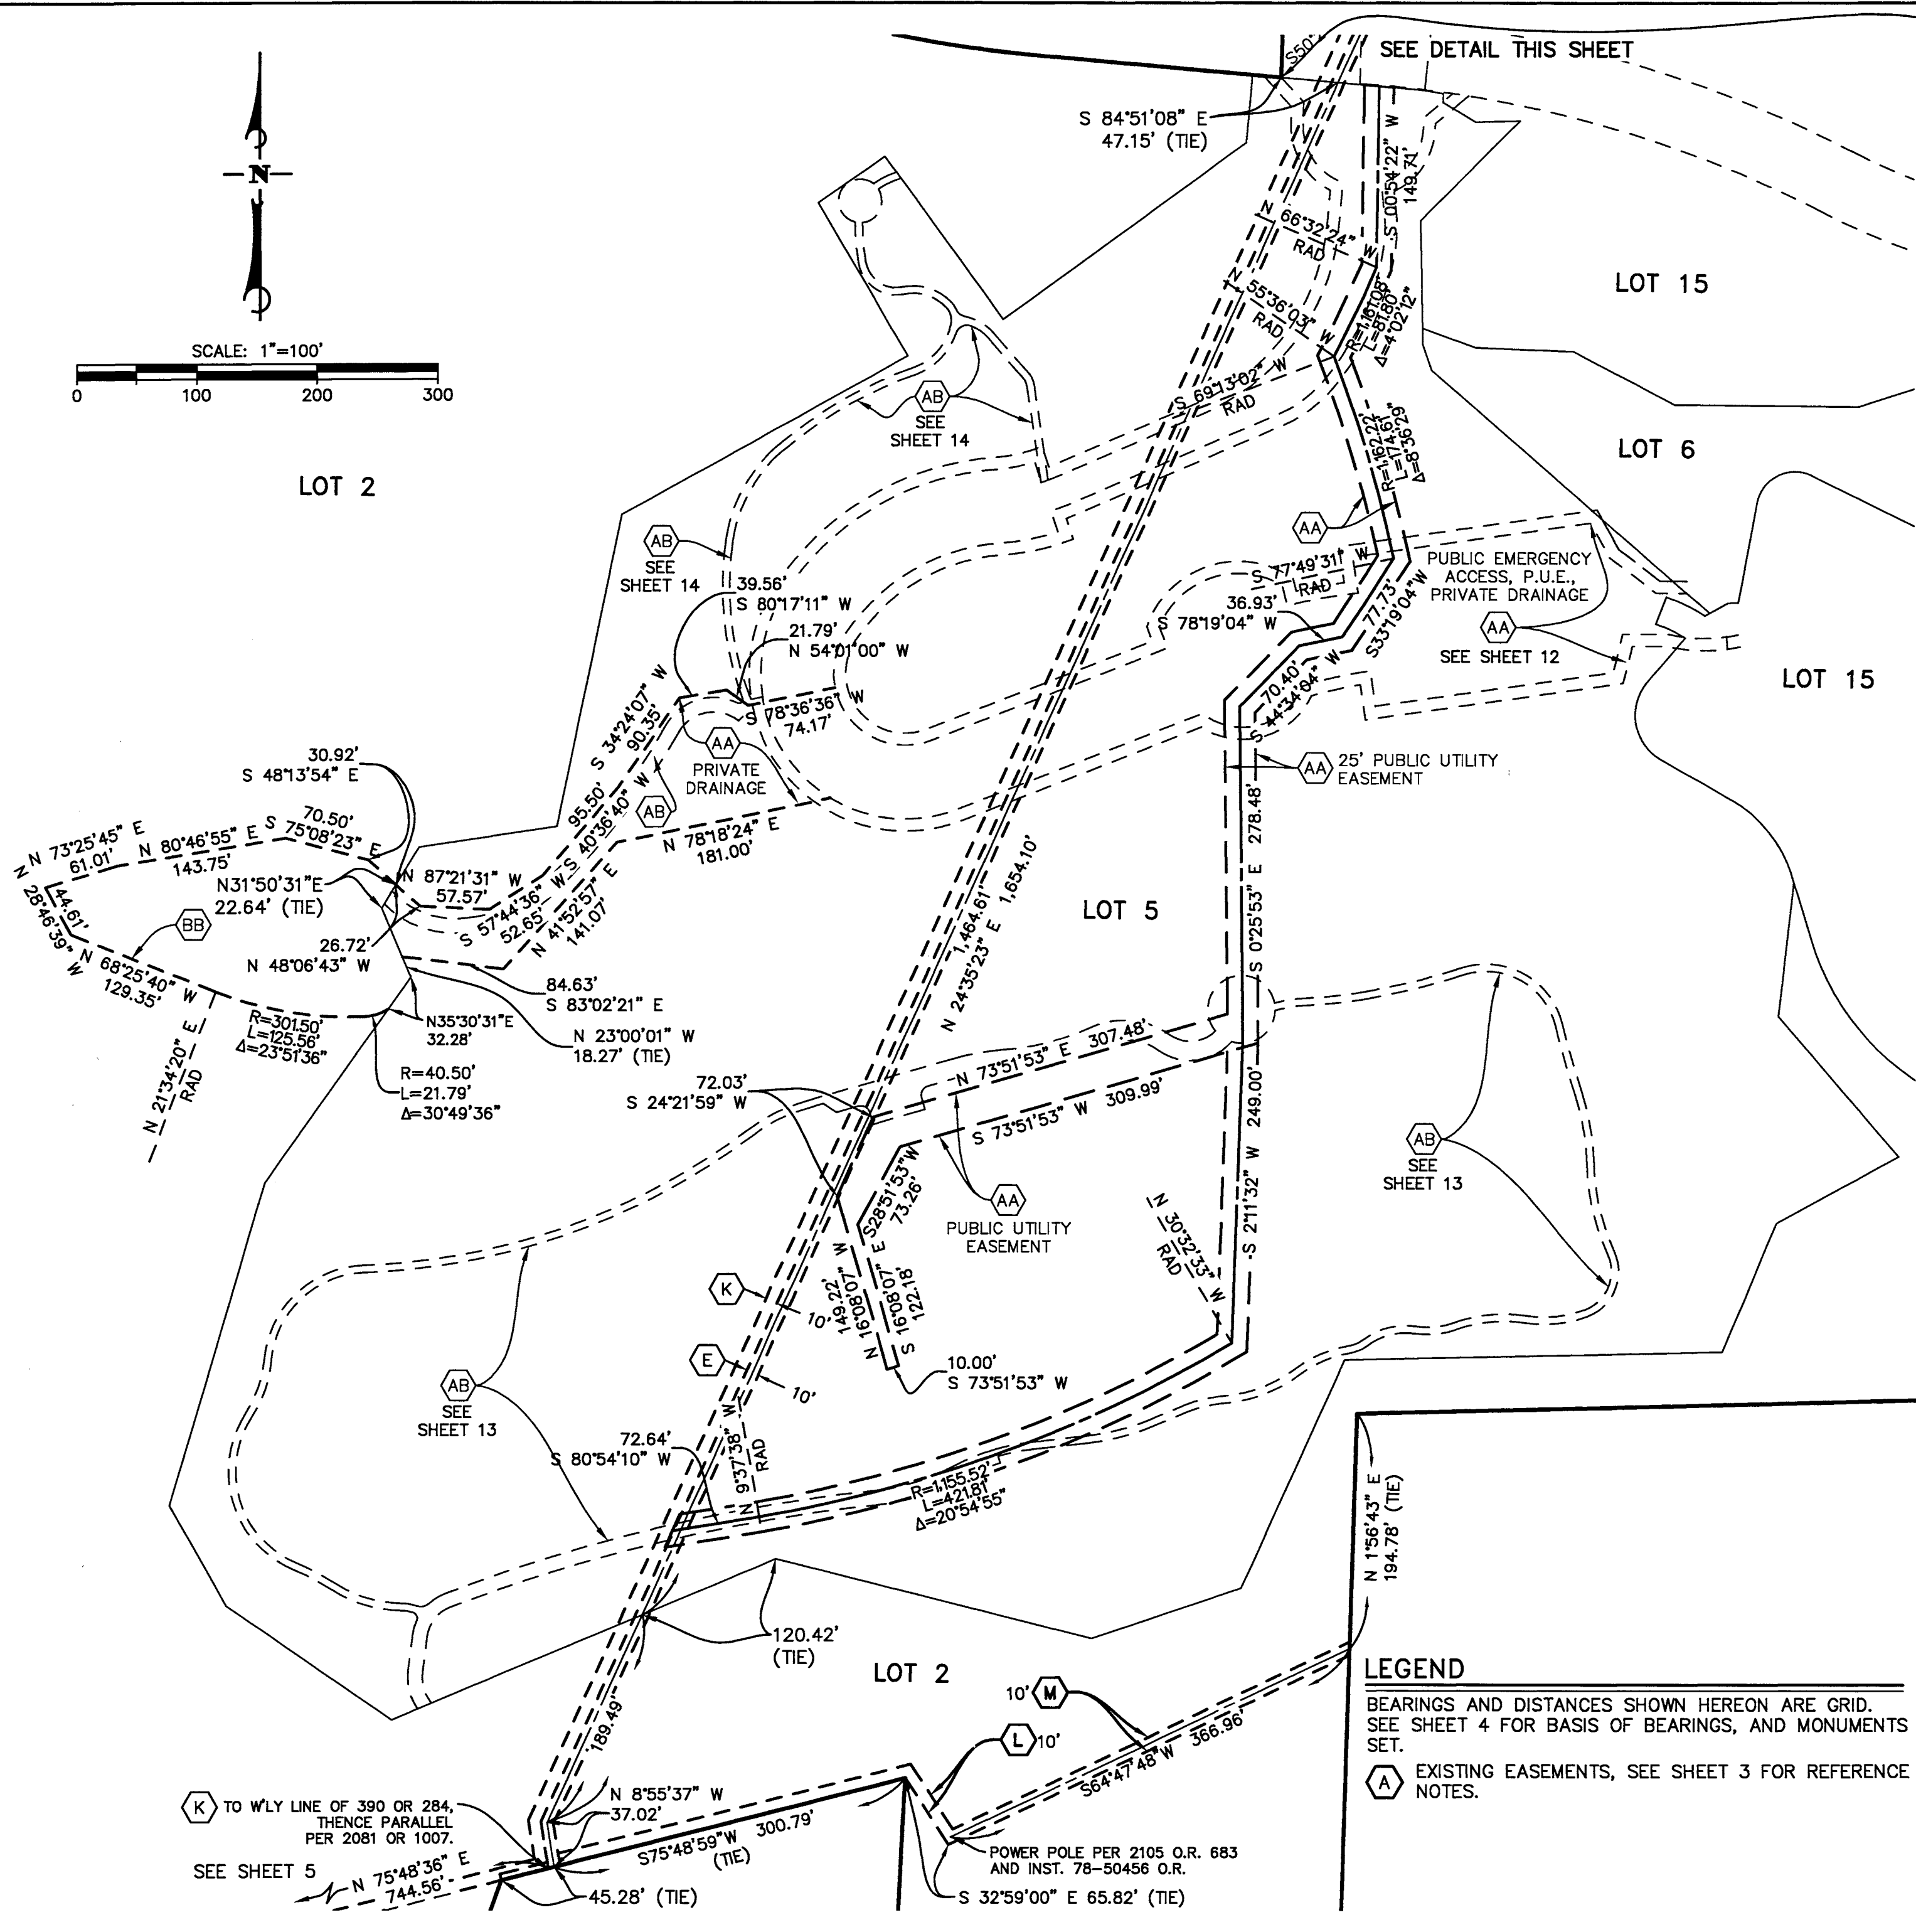 SEE DETAIL THIS SHEET
S 84°51'08" E
47.15' (TIE)
N
SCALE: 1"=100'
0 100 200 300
S 00°54'22" W
149.71'
N 66°32'24" W
RAD
N 55°36'03" W
RAD
R=1,161.08'
L=81.80'
Δ=4°02'12"
LOT 15
S 69°13'02" W
RAD
AB
SEE
SHEET 14
R=1,162.22'
L=174.61'
Δ=8°36'29"
LOT 6
LOT 2
AA
AB
SEE
SHEET 14
39.56'
S 80°17'11" W
21.79'
N 54°01'00" W
S 77°49'31" W
RAD
36.93'
S 78°19'04" W
77.73'
S33°19'04"W
PUBLIC EMERGENCY
ACCESS, P.U.E.,
PRIVATE DRAINAGE
AA
SEE SHEET 12
LOT 15
70.40'
S 44°34'04" W
S 34°24'07" W
90.35'
S 78°36'36" W
74.17'
AA
PRIVATE
DRAINAGE
AA 25' PUBLIC UTILITY
EASEMENT
30.92'
S 48°13'54" E
95.50'
S 40°36'40" W
AB
N 78°18'24" E
181.00'
S 0°25'53" E 278.48'
N 73°25'45" E
61.01'
N 80°46'55" E
143.75'
70.50'
S 75°08'23" E
N31°50'31"E
22.64' (TIE)
N 87°21'31" W
57.57'
S 57°44'36" W
52.65'
N 41°52'57" E
141.07'
44.61'
N 28°46'39" W
BB
26.72'
N 48°06'43" W
N 68°25'40" W
129.35'
84.63'
S 83°02'21" E
1,464.61'
N 24°35'23" E 1,654.10'
LOT 5
R=301.50'
L=125.56'
Δ=23°51'36"
N35°30'31"E
32.28'
N 23°00'01" W
18.27' (TIE)
N 21°34'20" E
RAD
R=40.50'
L=21.79'
Δ=30°49'36"
72.03'
S 24°21'59" W
N 73°51'53" E 307.48'
S 73°51'53" W 309.99'
S 2°11'32" W 249.00'
AB
SEE
SHEET 13
S28°51'53"W
73.26'
AA
PUBLIC UTILITY
EASEMENT
N 30°32'33" W
RAD
K
10'
N 16°08'07" W
149.22'
S 16°08'07" E
122.18'
E
10'
10.00'
S 73°51'53" W
AB
SEE
SHEET 13
72.64'
S 80°54'10" W
N 9°37'38" W
RAD
R=1,155.52'
L=421.81'
Δ=20°54'55"
N 1°56'43" E
194.78' (TIE)
120.42'
(TIE)
LOT 2
10' M
L 10'
S64°47'48"W 366.96'
LEGEND
BEARINGS AND DISTANCES SHOWN HEREON ARE GRID.
SEE SHEET 4 FOR BASIS OF BEARINGS, AND MONUMENTS
SET.
A EXISTING EASEMENTS, SEE SHEET 3 FOR REFERENCE
NOTES.
189.49'
N 8°55'37" W
37.02'
K TO W'LY LINE OF 390 OR 284,
THENCE PARALLEL
PER 2081 OR 1007.
S75°48'59"W 300.79'
(TIE)
POWER POLE PER 2105 O.R. 683
AND INST. 78-50456 O.R.
SEE SHEET 5
N 75°48'36" E
744.56'
45.28' (TIE)
S 32°59'00" E 65.82' (TIE)